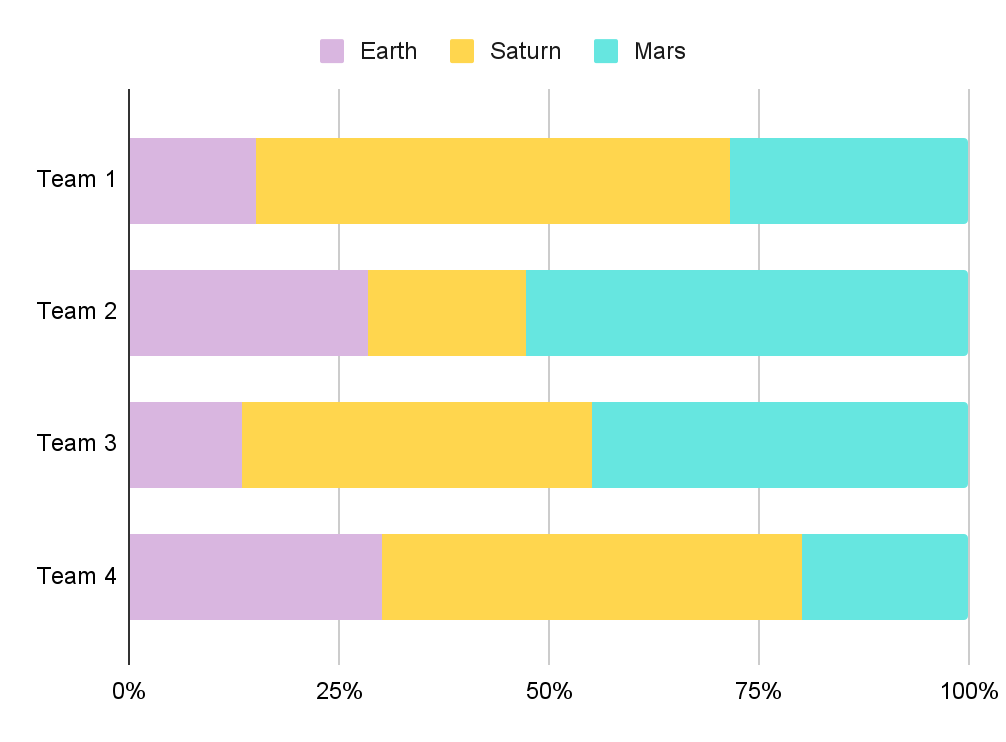 Earth Saturn Mars
Team 1
Team 2
Team 3
Team 4
0% 25% 50% 75% 100%